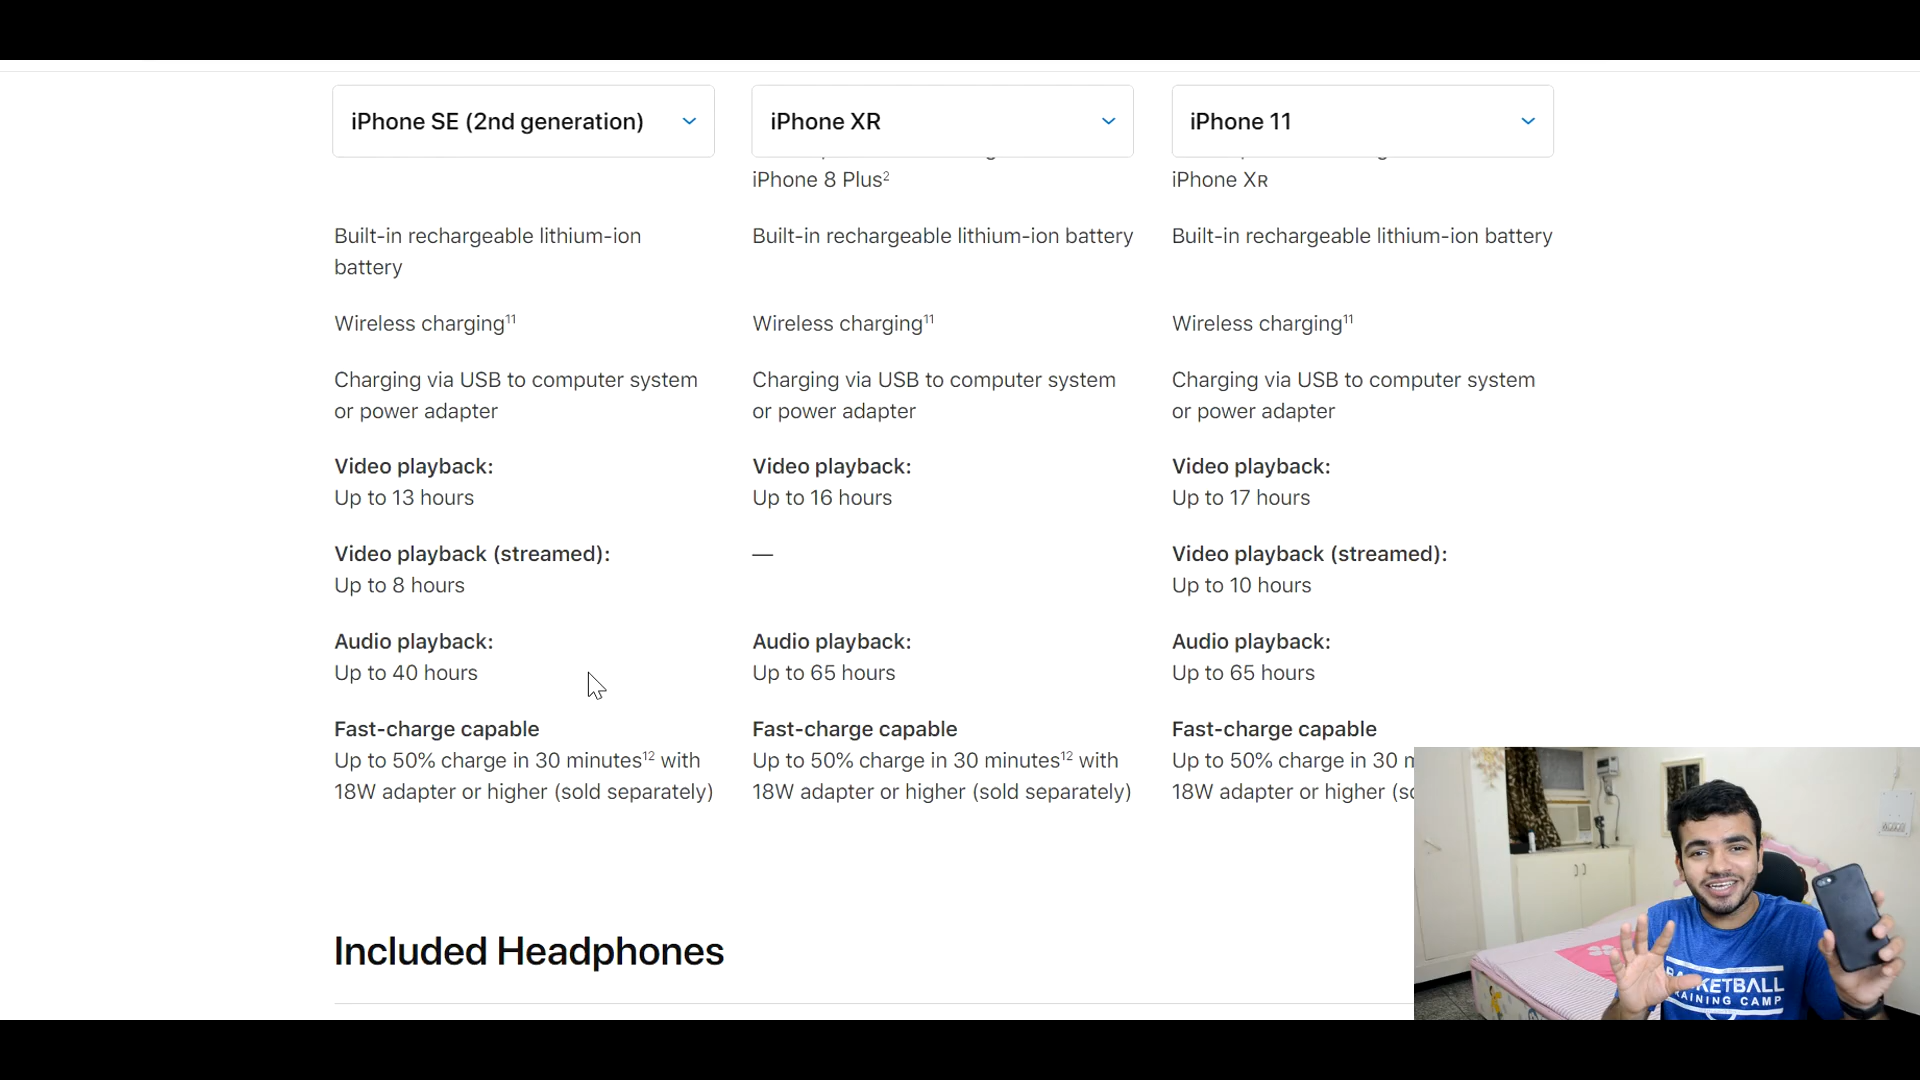 iPhone SE (2nd generation)
iPhone XR
iPhone 11
iPhone 8 Plus²
iPhone XR
Built-in rechargeable lithium-ion
battery
Built-in rechargeable lithium-ion battery
Built-in rechargeable lithium-ion battery
Wireless charging¹¹
Wireless charging¹¹
Wireless charging¹¹
Charging via USB to computer system
or power adapter
Charging via USB to computer system
or power adapter
Charging via USB to computer system
or power adapter
Video playback:
Up to 13 hours
Video playback:
Up to 16 hours
Video playback:
Up to 17 hours
Video playback (streamed):
Up to 8 hours
—
Video playback (streamed):
Up to 10 hours
Audio playback:
Up to 40 hours
Audio playback:
Up to 65 hours
Audio playback:
Up to 65 hours
Fast-charge capable
Up to 50% charge in 30 minutes¹² with
18W adapter or higher (sold separately)
Fast-charge capable
Up to 50% charge in 30 minutes¹² with
18W adapter or higher (sold separately)
Fast-charge capable
Up to 50% charge in 30
18W adapter or higher
Included Headphones
CAMP